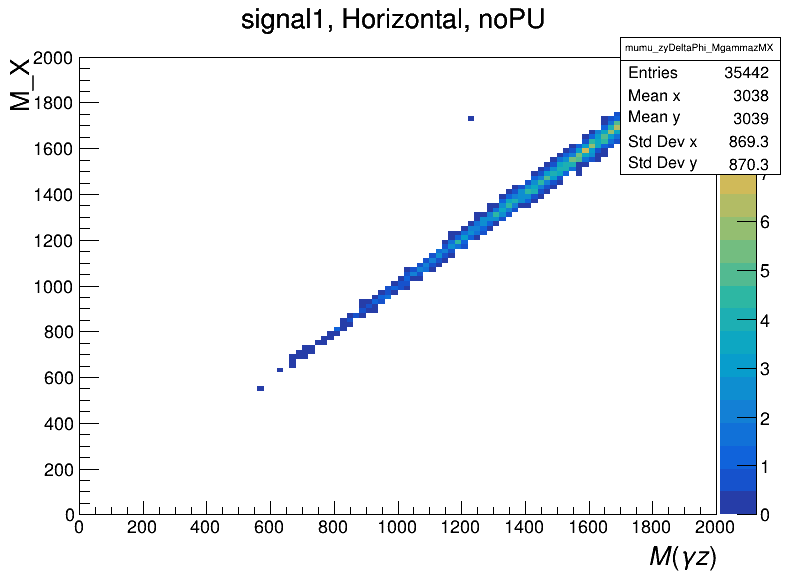 signal1, Horizontal, noPU
mumu_zyDeltaPhi_MgammazMX
Entries 35442
Mean x 3038
Mean y 3039
Std Dev x 869.3
Std Dev y 870.3
M_X
2000
1800
1600
1400
1200
1000
800
600
400
200
0
7
6
5
4
3
2
1
0
0 200 400 600 800 1000 1200 1400 1600 1800 2000
M(γz)